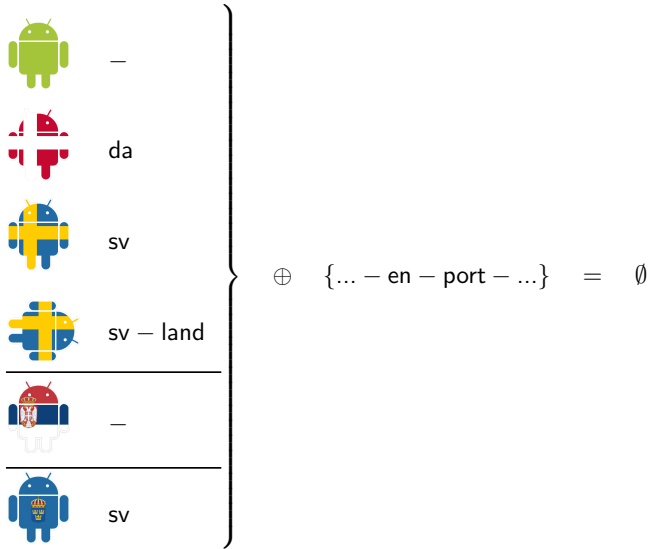 –
da
sv
sv – land
–
sv
⊕ {... – en – port – ...} = ∅